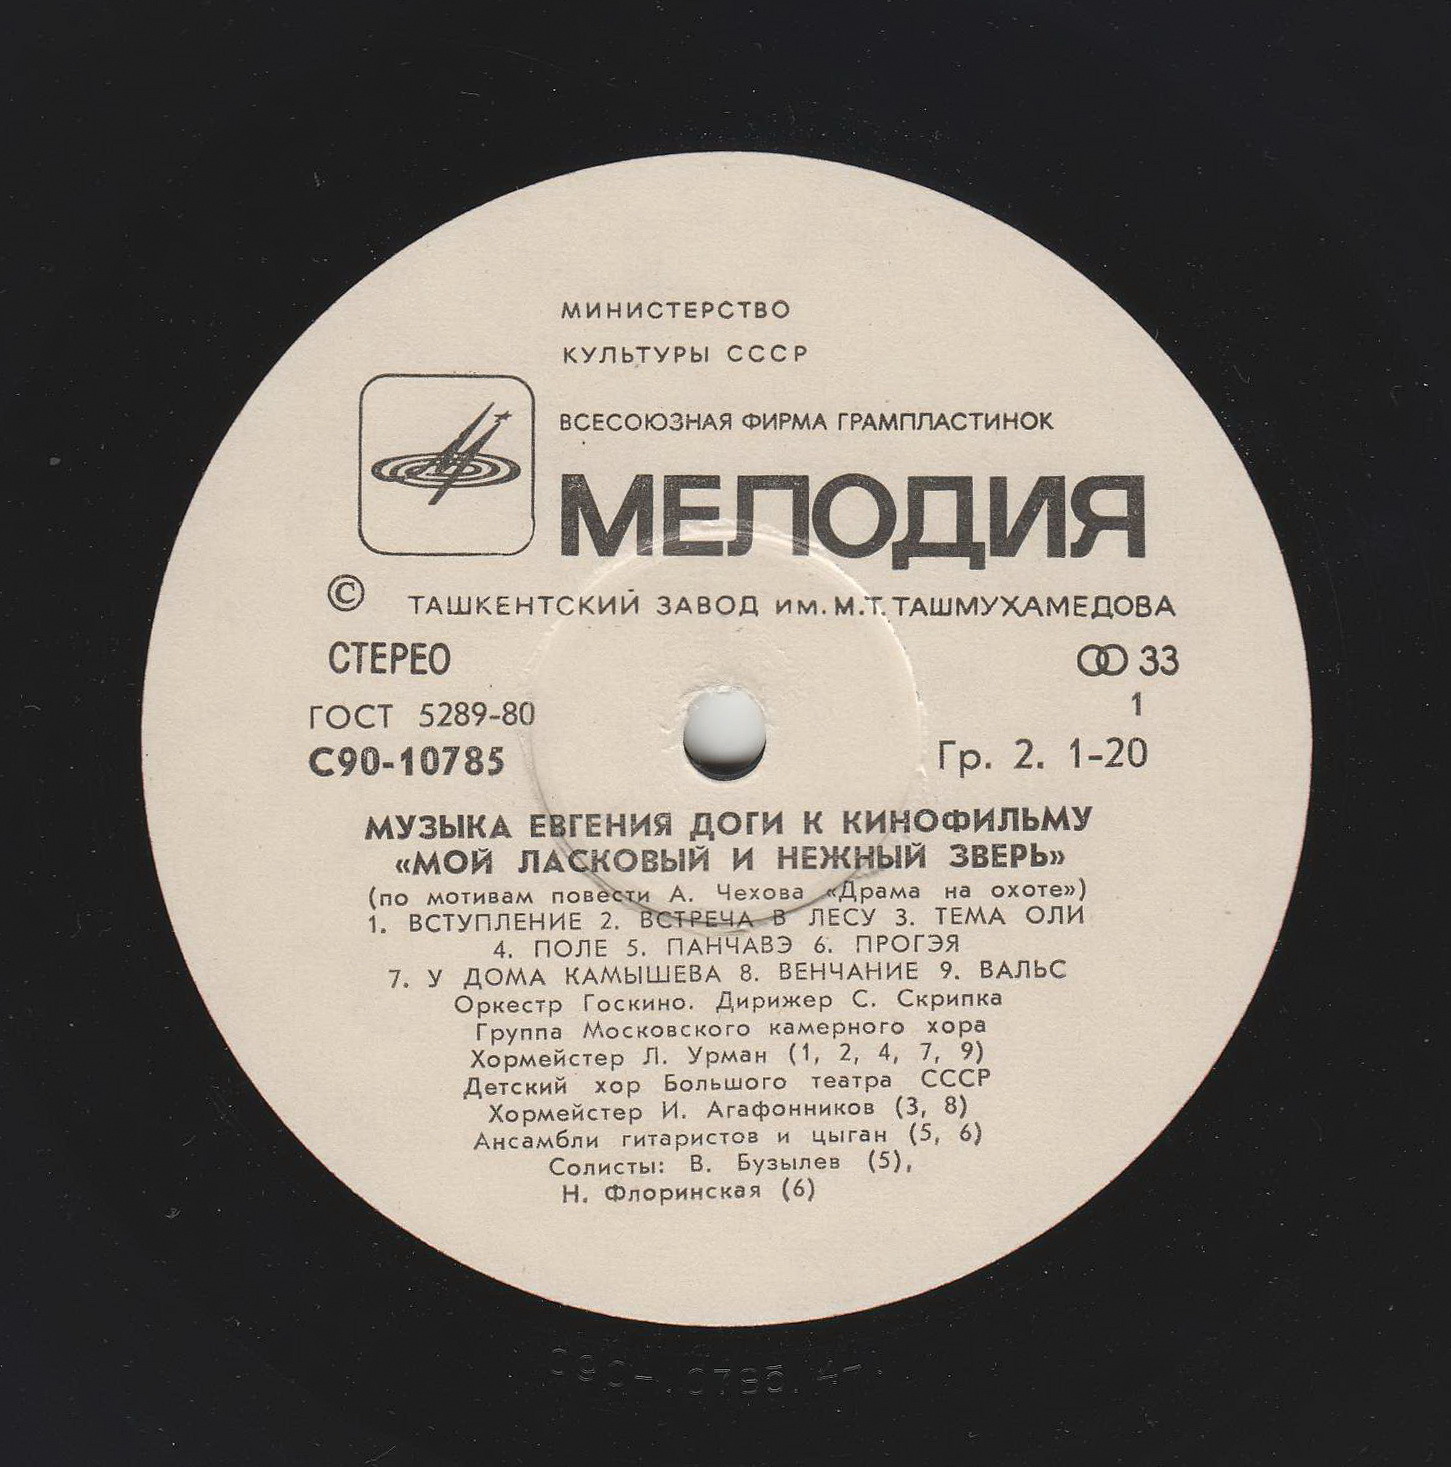 МИНИСТЕРСТВО
КУЛЬТУРЫ СССР
ВСЕСОЮЗНАЯ ФИРМА ГРАМПЛАСТИНОК
МЕЛОДИЯ
© ТАШКЕНТСКИЙ ЗАВОД им. М.Т. ТАШМУХАМЕДОВА
СТЕРЕО
33
1
ГОСТ 5289-80
С90-10785
Гр. 2. 1-20
МУЗЫКА ЕВГЕНИЯ ДОГИ К КИНОФИЛЬМУ
«МОЙ ЛАСКОВЫЙ И НЕЖНЫЙ ЗВЕРЬ»
(по мотивам повести А. Чехова «Драма на охоте»)
1. ВСТУПЛЕНИЕ 2. ВСТРЕЧА В ЛЕСУ 3. ТЕМА ОЛИ
4. ПОЛЕ 5. ПАНЧАВЭ 6. ПРОГЭЯ
7. У ДОМА КАМЫШЕВА 8. ВЕНЧАНИЕ 9. ВАЛЬС
Оркестр Госкино. Дирижер С. Скрипка
Группа Московского камерного хора
Хормейстер Л. Урман (1, 2, 4, 7, 9)
Детский хор Большого театра СССР
Хормейстер И. Агафонников (3, 8)
Ансамбли гитаристов и цыган (5, 6)
Солисты: В. Бузылев (5),
Н. Флоринская (6)